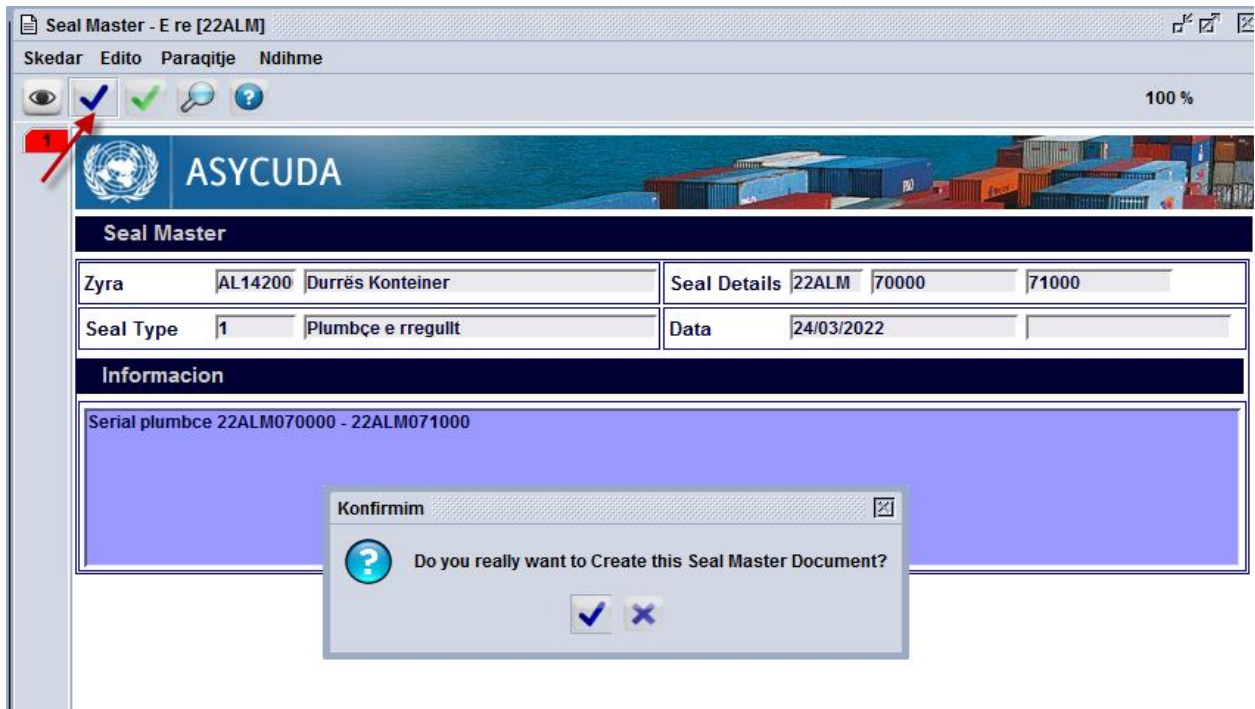 Seal Master - E re [22ALM]
Skedar Edito Paraqitje Ndihme
100 %
1
ASYCUDA
Seal Master
Zyra AL14200 Durrës Konteiner Seal Details 22ALM 70000 71000
Seal Type 1 Plumbçe e rregullt Data 24/03/2022
Informacion
Serial plumbce 22ALM070000 - 22ALM071000
Konfirmim
Do you really want to Create this Seal Master Document?